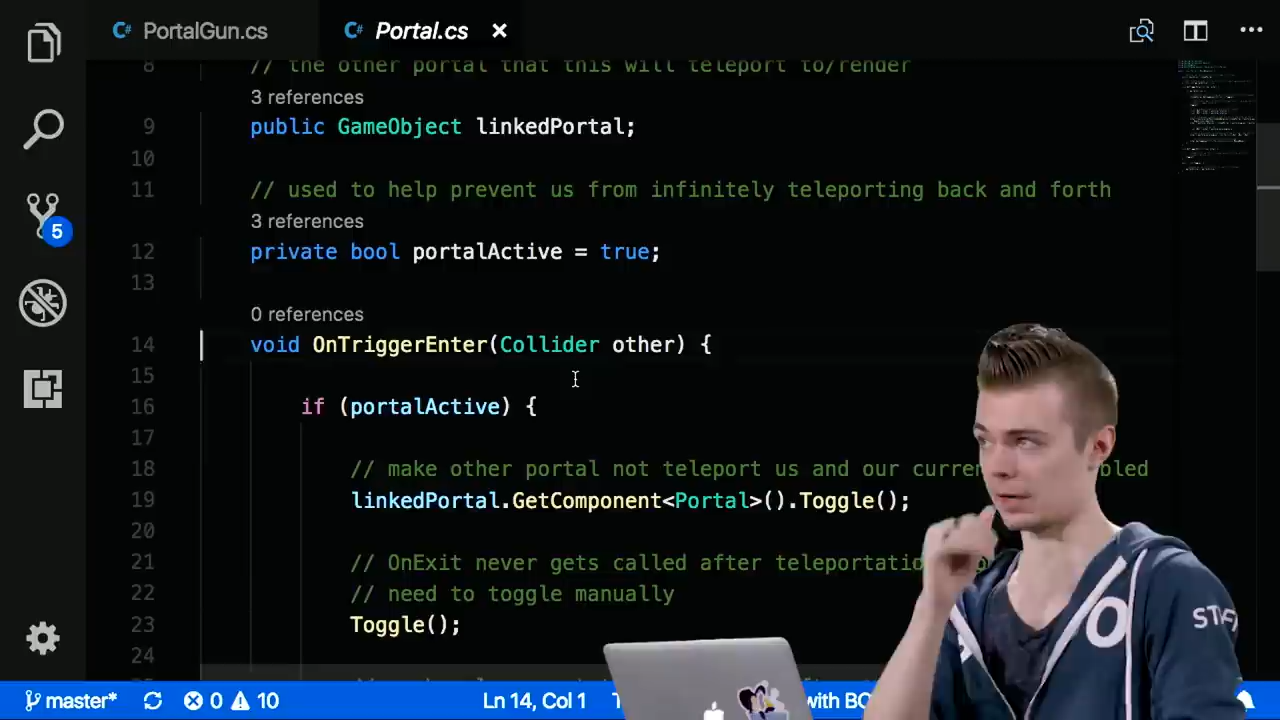 C# PortalGun.cs
C# Portal.cs ×
8 // the other portal that this will teleport to/render
3 references
9 public GameObject linkedPortal;
10
11 // used to help prevent us from infinitely teleporting back and forth
3 references
5
12 private bool portalActive = true;
13
0 references
14 void OnTriggerEnter(Collider other) {
15
16 if (portalActive) {
17
18 // make other portal not teleport us and our
19 linkedPortal.GetComponent<Portal>().Toggle();
20
21 // OnExit never gets called after
22 // need to toggle manually
23 Toggle();
24
master* 0 10 Ln 14, Col 1 with